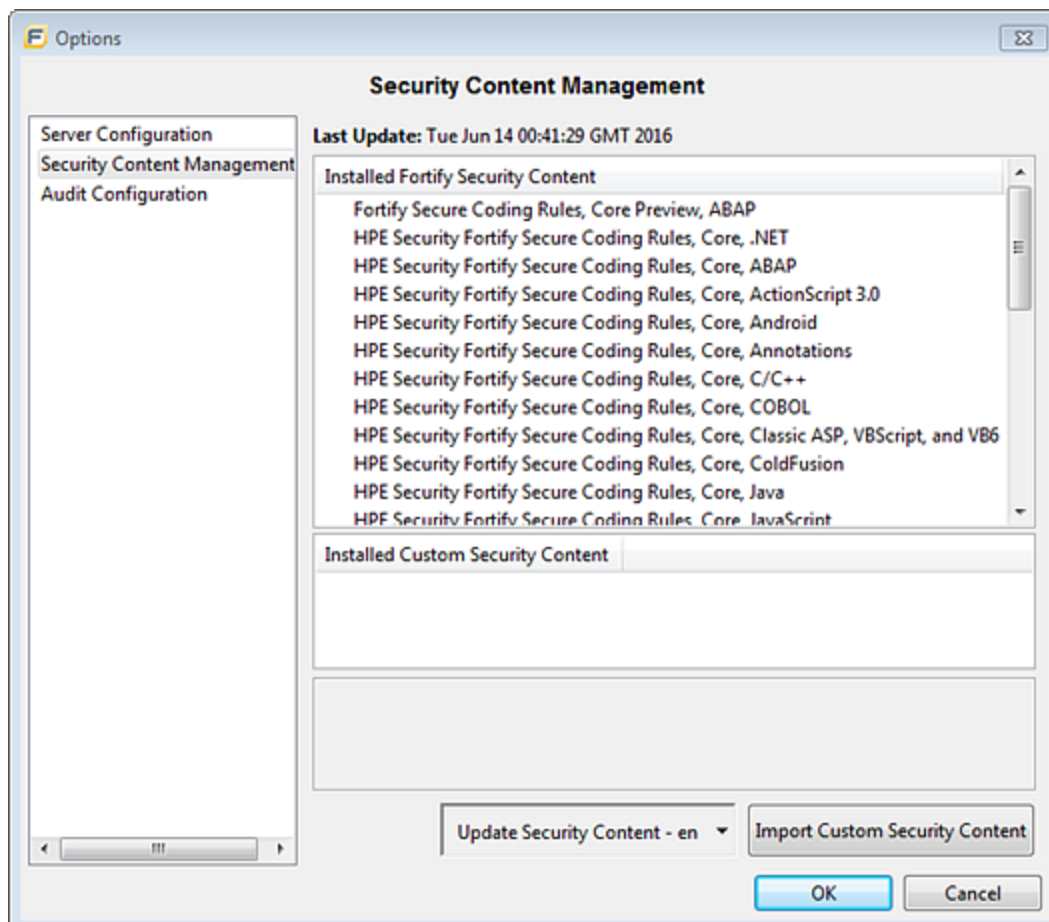 Options
Security Content Management
Server Configuration
Security Content Management
Audit Configuration
Last Update: Tue Jun 14 00:41:29 GMT 2016
Installed Fortify Security Content
Fortify Secure Coding Rules, Core Preview, ABAP
HPE Security Fortify Secure Coding Rules, Core, .NET
HPE Security Fortify Secure Coding Rules, Core, ABAP
HPE Security Fortify Secure Coding Rules, Core, ActionScript 3.0
HPE Security Fortify Secure Coding Rules, Core, Android
HPE Security Fortify Secure Coding Rules, Core, Annotations
HPE Security Fortify Secure Coding Rules, Core, C/C++
HPE Security Fortify Secure Coding Rules, Core, COBOL
HPE Security Fortify Secure Coding Rules, Core, Classic ASP, VBScript, and VB6
HPE Security Fortify Secure Coding Rules, Core, ColdFusion
HPE Security Fortify Secure Coding Rules, Core, Java
HPE Security Fortify Secure Coding Rules, Core, JavaScript
Installed Custom Security Content
Update Security Content - en
Import Custom Security Content
OK
Cancel